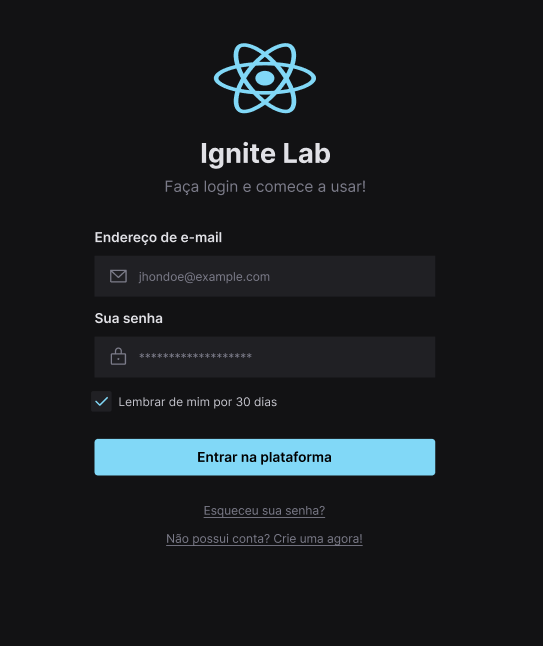 Ignite Lab
Faça login e comece a usar!
Endereço de e-mail
jhondoe@example.com
Sua senha
*******************
Lembrar de mim por 30 dias
Entrar na plataforma
Esqueceu sua senha?
Não possui conta? Crie uma agora!